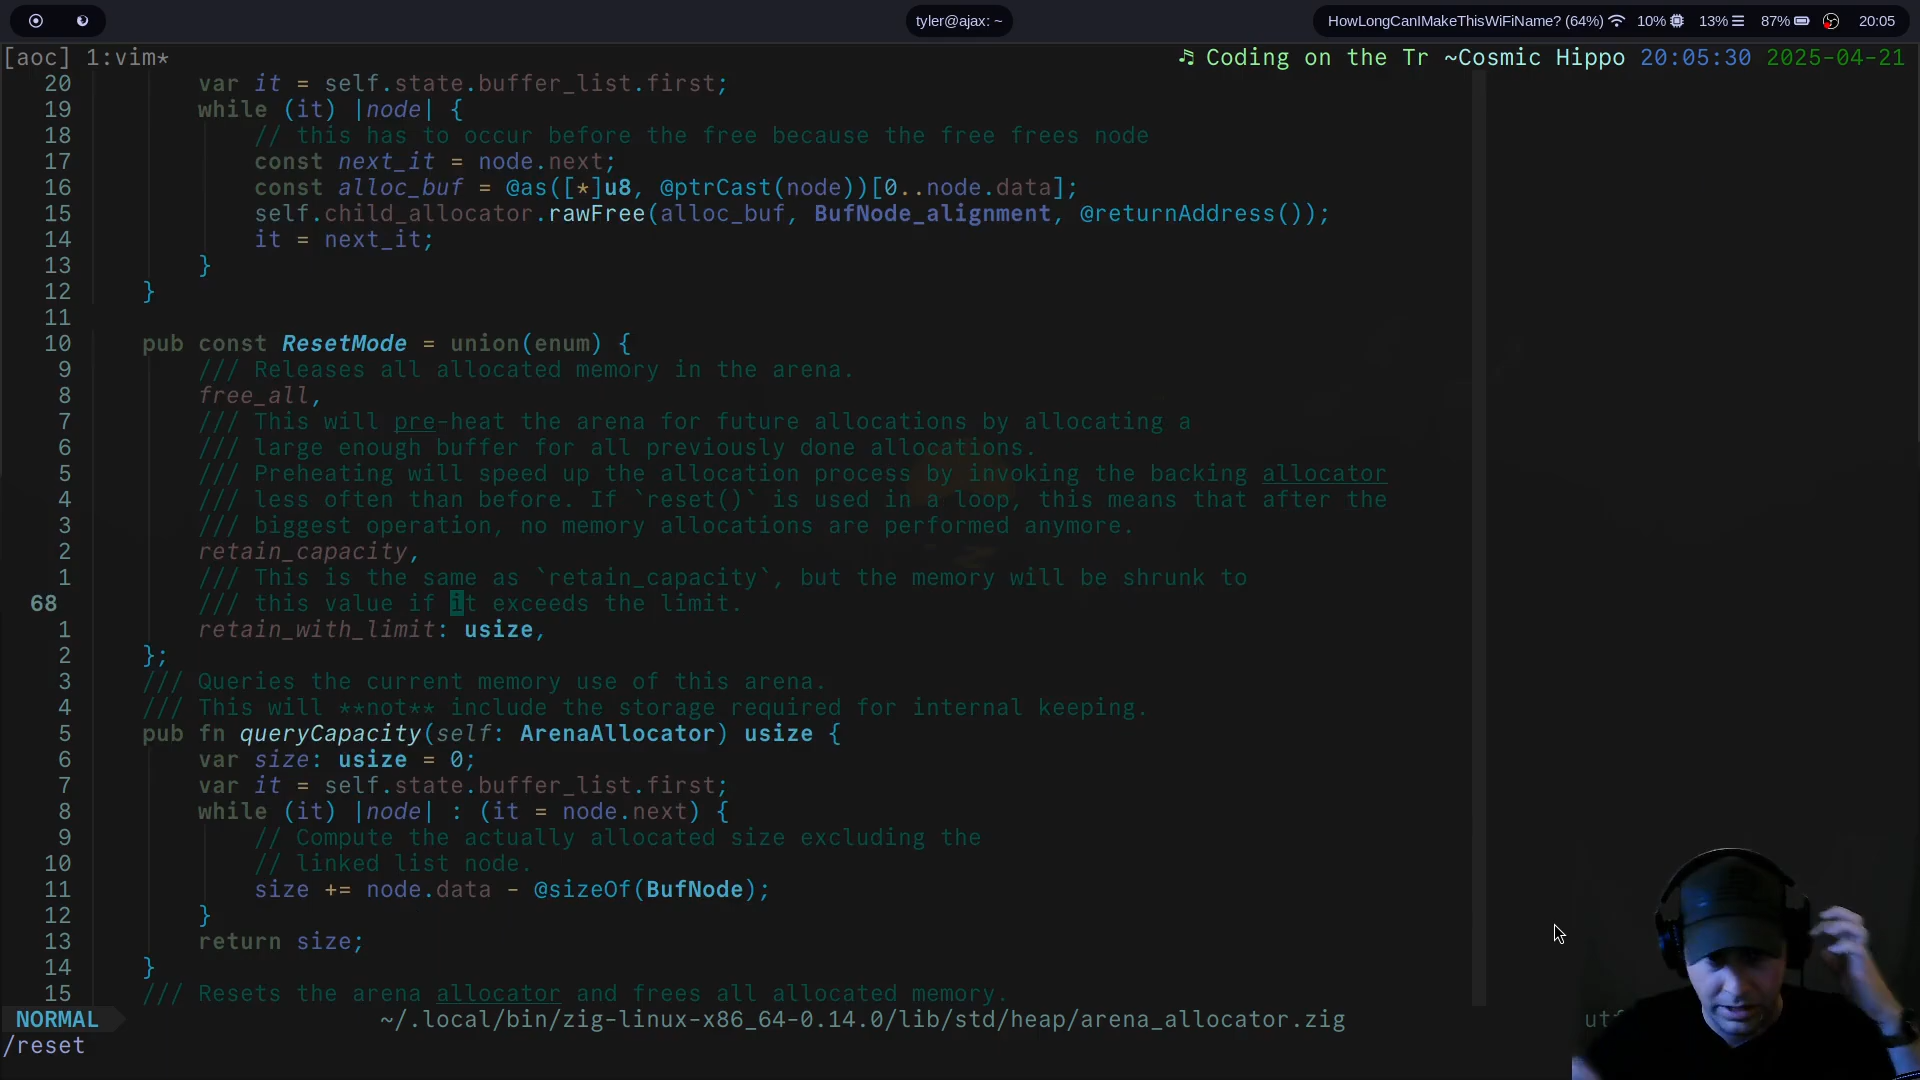 tyler@ajax: ~
HowLongCanIMakeThisWiFiName? (64%) 10% 13% 87% 20:05
[aoc] 1:vim* ♫ Coding on the Tr ~Cosmic Hippo 20:05:30 2025-04-21
20 var it = self.state.buffer_list.first;
19 while (it) |node| {
18 // this has to occur before the free because the free frees node
17 const next_it = node.next;
16 const alloc_buf = @as([*]u8, @ptrCast(node))[0..node.data];
15 self.child_allocator.rawFree(alloc_buf, BufNode_alignment, @returnAddress());
14 it = next_it;
13 }
12 }
11
10 pub const ResetMode = union(enum) {
9 /// Releases all allocated memory in the arena.
8 free_all,
7 /// This will pre-heat the arena for future allocations by allocating a
6 /// large enough buffer for all previously done allocations.
5 /// Preheating will speed up the allocation process by invoking the backing allocator
4 /// less often than before. If `reset()` is used in a loop, this means that after the
3 /// biggest operation, no memory allocations are performed anymore.
2 retain_capacity,
1 /// This is the same as `retain_capacity`, but the memory will be shrunk to
68 /// this value if it exceeds the limit.
1 retain_with_limit: usize,
2 };
3 /// Queries the current memory use of this arena.
4 /// This will **not** include the storage required for internal keeping.
5 pub fn queryCapacity(self: ArenaAllocator) usize {
6 var size: usize = 0;
7 var it = self.state.buffer_list.first;
8 while (it) |node| : (it = node.next) {
9 // Compute the actually allocated size excluding the
10 // linked list node.
11 size += node.data - @sizeOf(BufNode);
12 }
13 return size;
14 }
15 /// Resets the arena allocator and frees all allocated memory.
NORMAL ~/.local/bin/zig-linux-x86_64-0.14.0/lib/std/heap/arena_allocator.zig
/reset